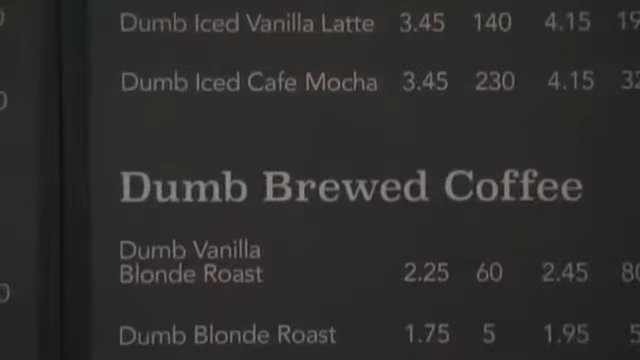 Dumb Iced Vanilla Latte 3.45 140 4.15
Dumb Iced Cafe Mocha 3.45 230 4.15
Dumb Brewed Coffee
Dumb Vanilla
Blonde Roast 2.25 60 2.45
Dumb Blonde Roast 1.75 5 1.95